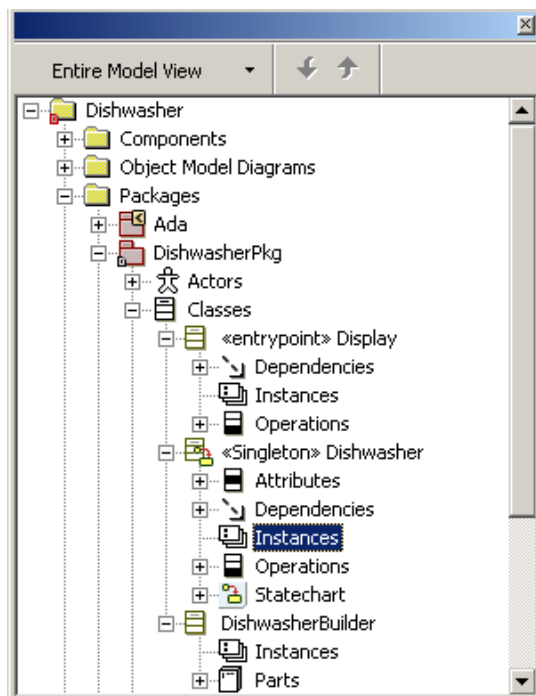 Entire Model View
Dishwasher
Components
Object Model Diagrams
Packages
Ada
DishwasherPkg
Actors
Classes
«entrypoint» Display
Dependencies
Instances
Operations
«Singleton» Dishwasher
Attributes
Dependencies
Instances
Operations
Statechart
DishwasherBuilder
Instances
Parts